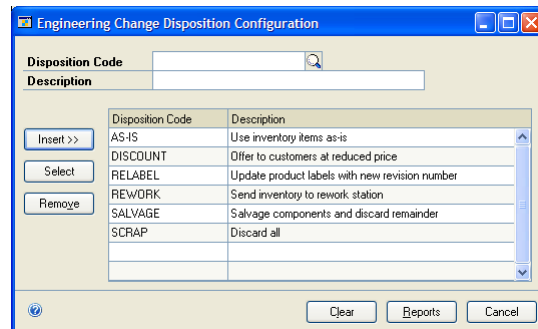 Engineering Change Disposition Configuration
Disposition Code
Description
Disposition Code Description
Insert >>
AS-IS Use inventory items as-is
DISCOUNT Offer to customers at reduced price
Select
RELABEL Update product labels with new revision number
REWORK Send inventory to rework station
Remove
SALVAGE Salvage components and discard remainder
SCRAP Discard all
Clear Reports Cancel